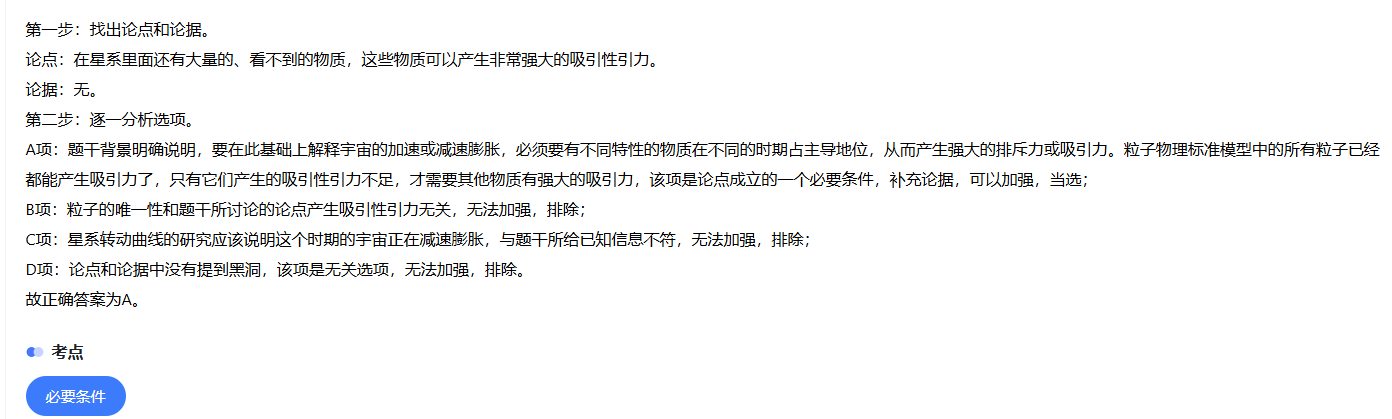 第一步：找出论点和论据。
论点：在星系里面还有大量的、看不到的物质，这些物质可以产生非常强大的吸引性引力。
论据：无。
第二步：逐一分析选项。
A项：题干背景明确说明，要在此基础上解释宇宙的加速或减速膨胀，必须要有不同特性的物质在不同的时期占主导地位，从而产生强大的排斥力或吸引力。粒子物理标准模型中的所有粒子已经
都能产生吸引力了，只有它们产生的吸引性引力不足，才需要其他物质有强大的吸引力，该项是论点成立的一个必要条件，补充论据，可以加强，当选；
B项：粒子的唯一性和题干所讨论的论点产生吸引性引力无关，无法加强，排除；
C项：星系转动曲线的研究应该说明这个时期的宇宙正在减速膨胀，与题干所给已知信息不符，无法加强，排除；
D项：论点和论据中没有提到黑洞，该项是无关选项，无法加强，排除。
故正确答案为A。
考点
必要条件